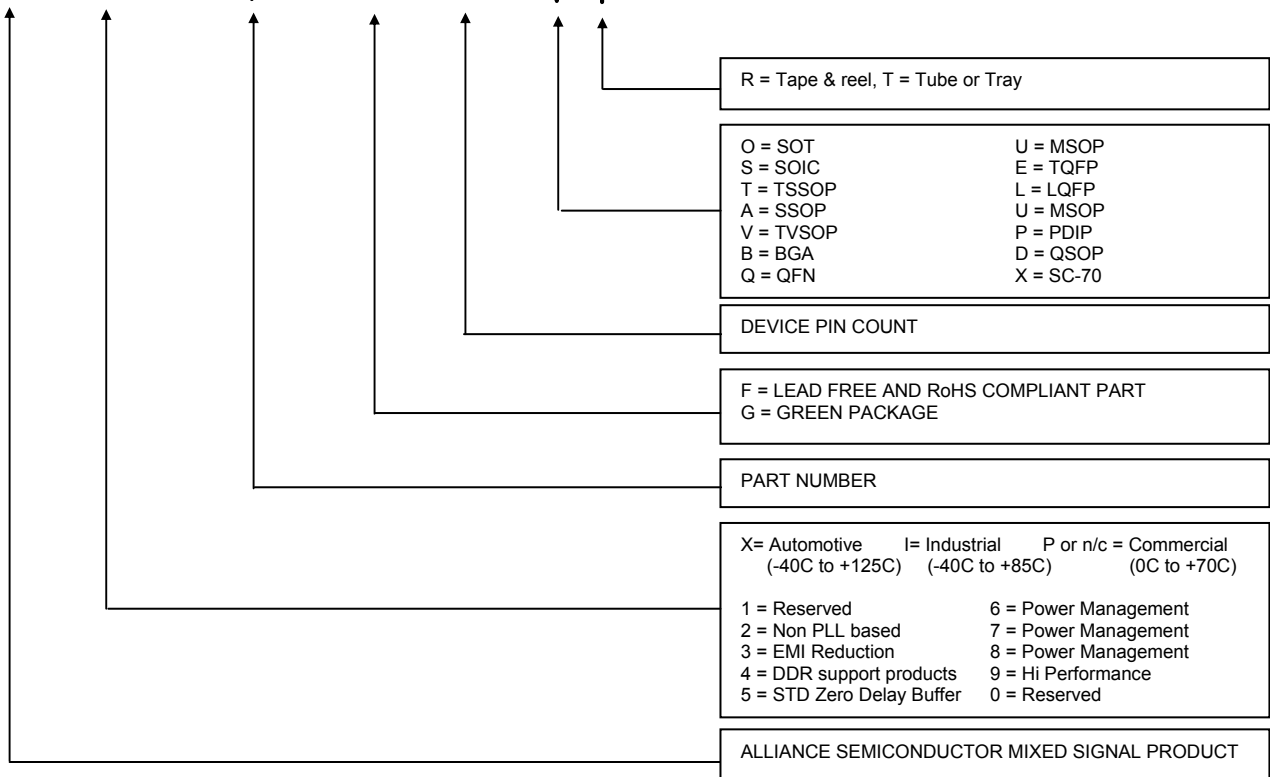 R = Tape & reel, T = Tube or Tray
O = SOT U = MSOP
S = SOIC E = TQFP
T = TSSOP L = LQFP
A = SSOP U = MSOP
V = TVSOP P = PDIP
B = BGA D = QSOP
Q = QFN X = SC-70
DEVICE PIN COUNT
F = LEAD FREE AND RoHS COMPLIANT PART
G = GREEN PACKAGE
PART NUMBER
X= Automotive I= Industrial P or n/c = Commercial
(-40C to +125C) (-40C to +85C) (0C to +70C)
1 = Reserved 6 = Power Management
2 = Non PLL based 7 = Power Management
3 = EMI Reduction 8 = Power Management
4 = DDR support products 9 = Hi Performance
5 = STD Zero Delay Buffer 0 = Reserved
ALLIANCE SEMICONDUCTOR MIXED SIGNAL PRODUCT